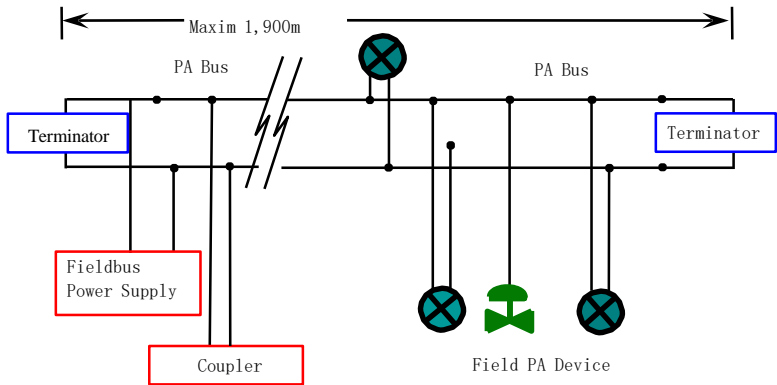 Maxim 1,900m
PA Bus
PA Bus
Terminator
Terminator
Fieldbus
Power Supply
Coupler
Field PA Device